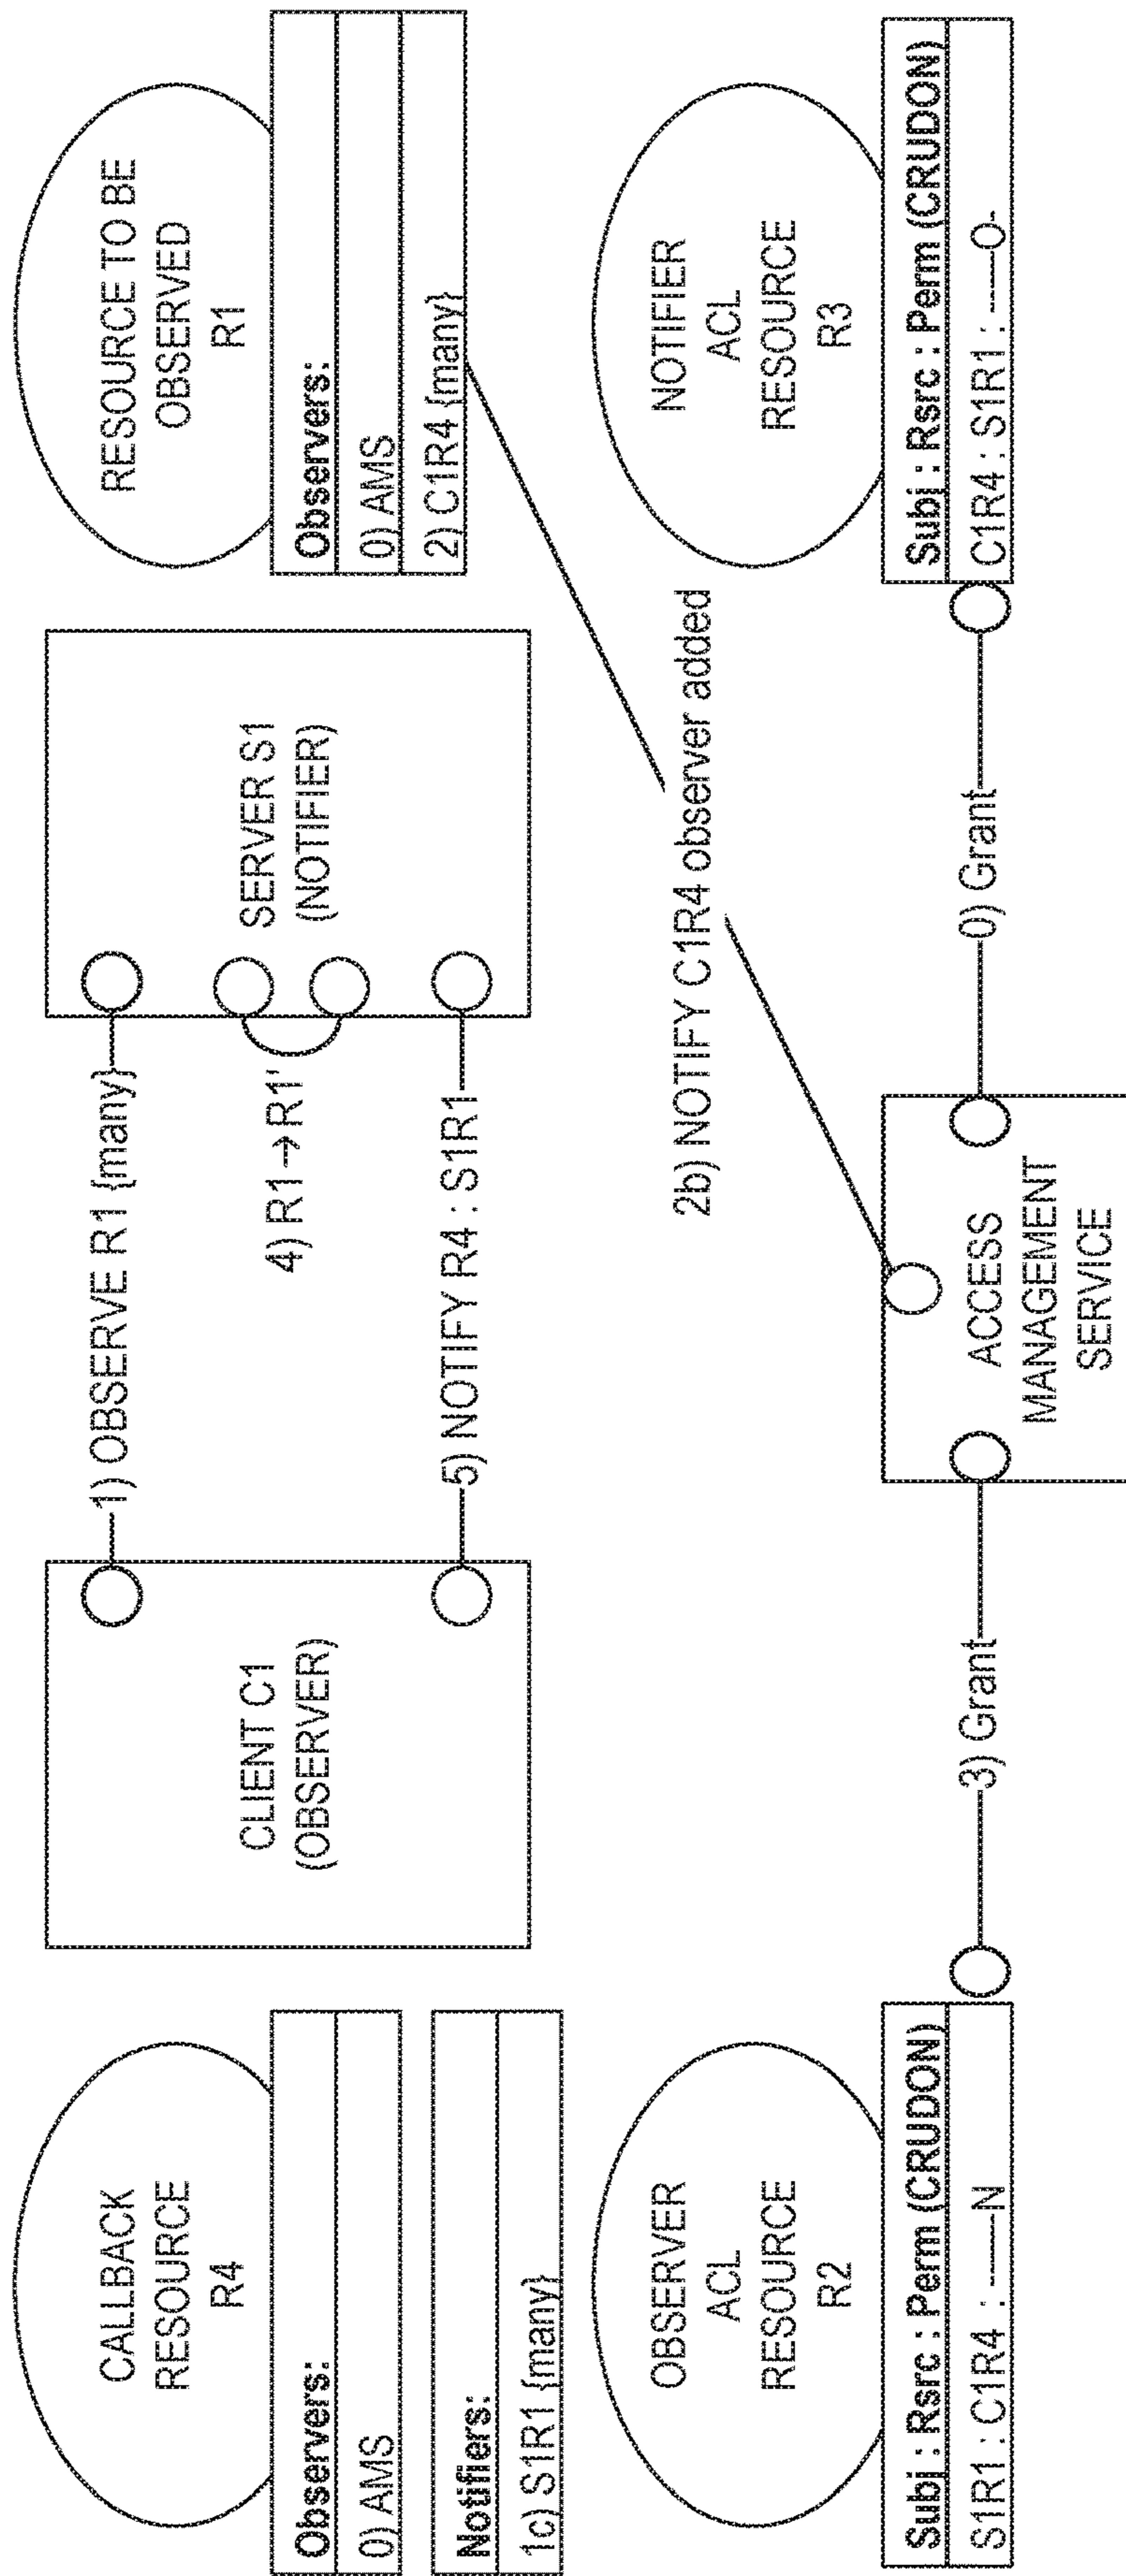 CALLBACK
RESOURCE
R4
Observers:
0) AMS
Notifiers:
1c) S1R1 {many}
CLIENT C1
(OBSERVER)
1) OBSERVE R1 {many}
4) R1→R1'
5) NOTIFY R4 : S1R1
SERVER S1
(NOTIFIER)
RESOURCE TO BE
OBSERVED
R1
Observers:
0) AMS
2) C1R4 {many}
2b) NOTIFY C1R4 observer added
OBSERVER
ACL
RESOURCE
R2
Subj : Rsrc : Perm (CRUDON)
S1R1 : C1R4 : -----N
3) Grant
ACCESS
MANAGEMENT
SERVICE
0) Grant
NOTIFIER
ACL
RESOURCE
R3
Subj : Rsrc : Perm (CRUDON)
C1R4 : S1R1 : ----O-